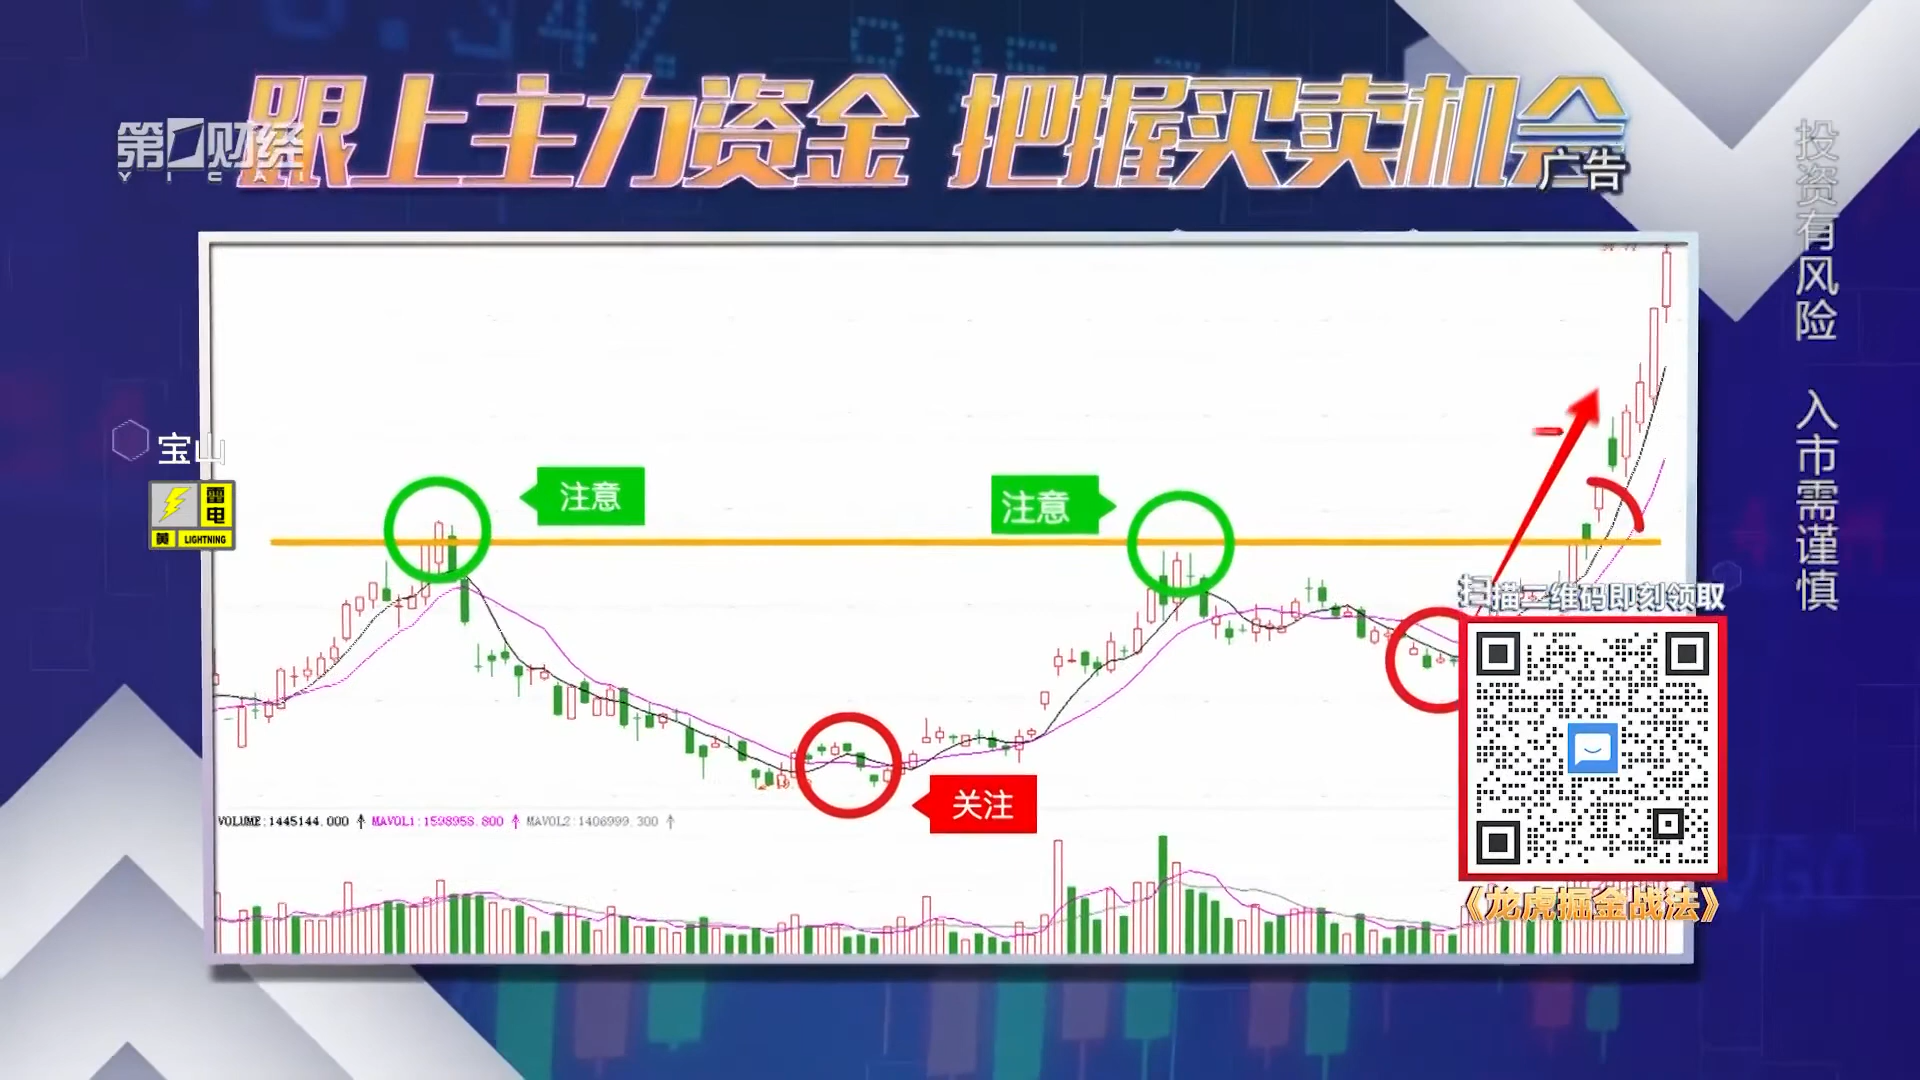 跟上主力资金 把握买卖机会
第一财经
YICAI
广告
投资有风险 入市需谨慎
宝山
雷电
黄 LIGHTNING
注意
注意
关注
扫描二维码即刻领取
VOLUME:1445144.000 MAVOL1:1598958.800 MAVOL2:1406999.300
《龙虎掘金战法》